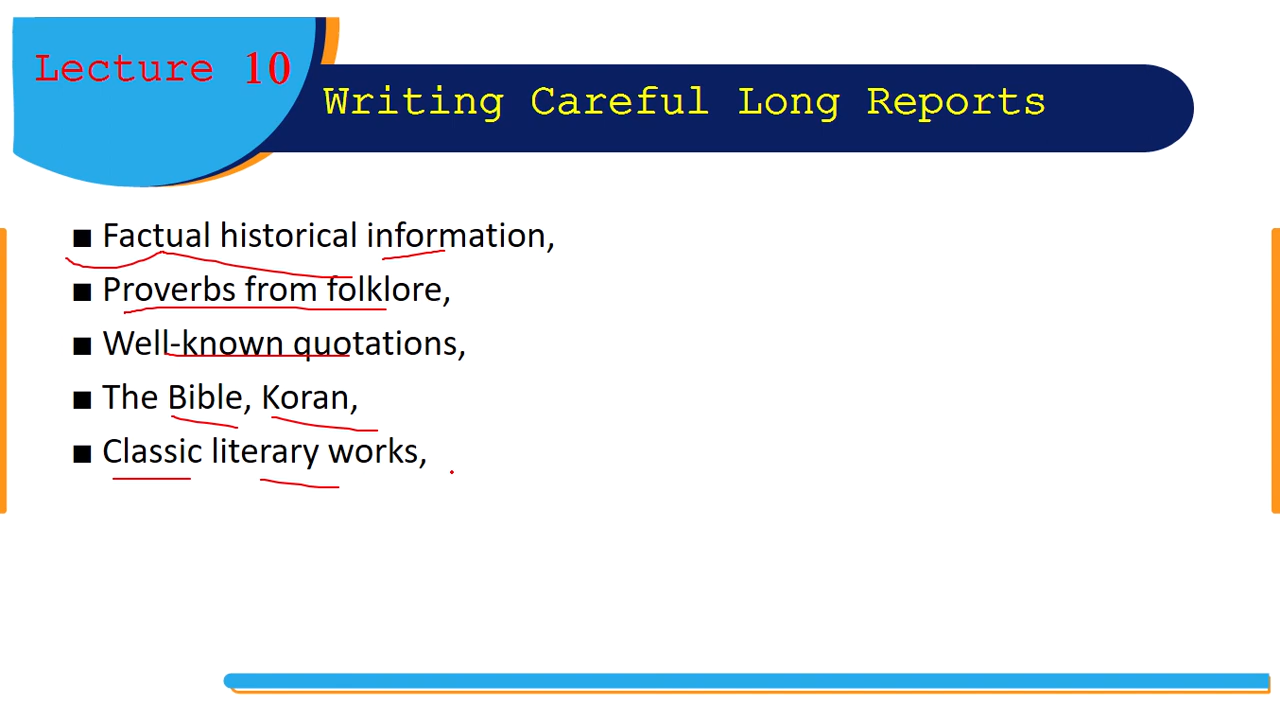 Lecture 10
Writing Careful Long Reports
■ Factual historical information,
■ Proverbs from folklore,
■ Well-known quotations,
■ The Bible, Koran,
■ Classic literary works,